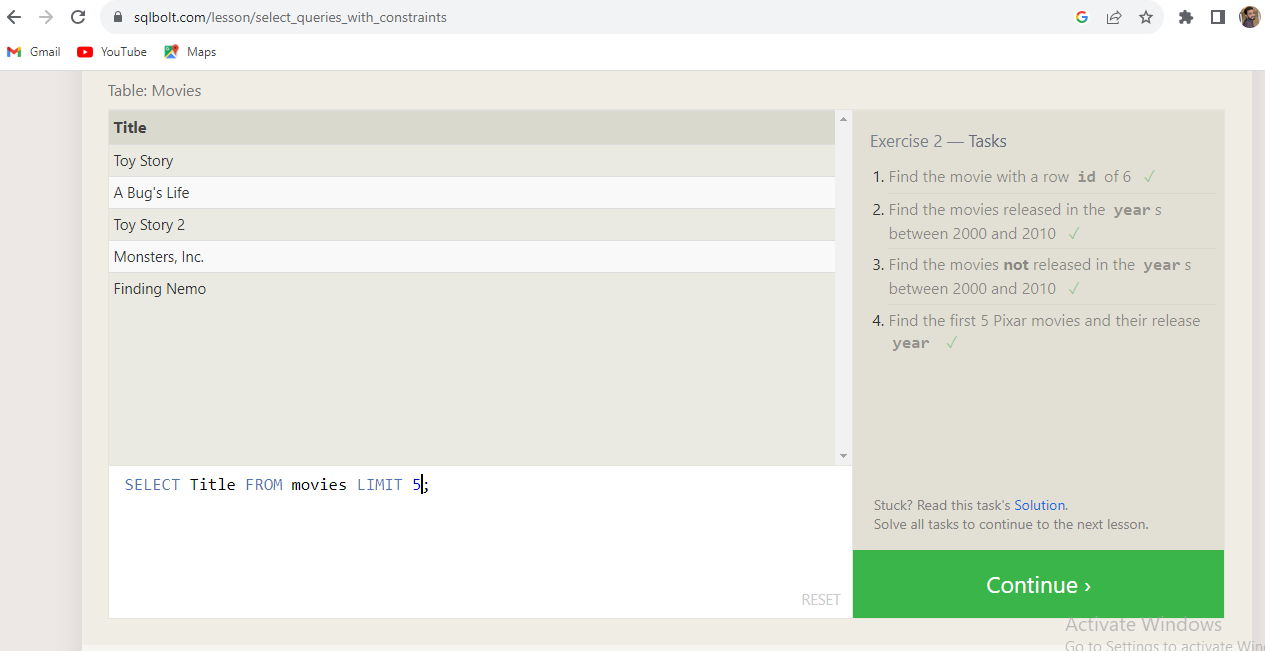 sqlbolt.com/lesson/select_queries_with_constraints
Gmail YouTube Maps
Table: Movies
Title
Toy Story
A Bug's Life
Toy Story 2
Monsters, Inc.
Finding Nemo
SELECT Title FROM movies LIMIT 5;
RESET
Exercise 2 — Tasks
1. Find the movie with a row id of 6 ✓
2. Find the movies released in the year s
between 2000 and 2010 ✓
3. Find the movies not released in the year s
between 2000 and 2010 ✓
4. Find the first 5 Pixar movies and their release
year ✓
Stuck? Read this task's Solution.
Solve all tasks to continue to the next lesson.
Continue ›
Activate Windows
Go to Settings to activate Win